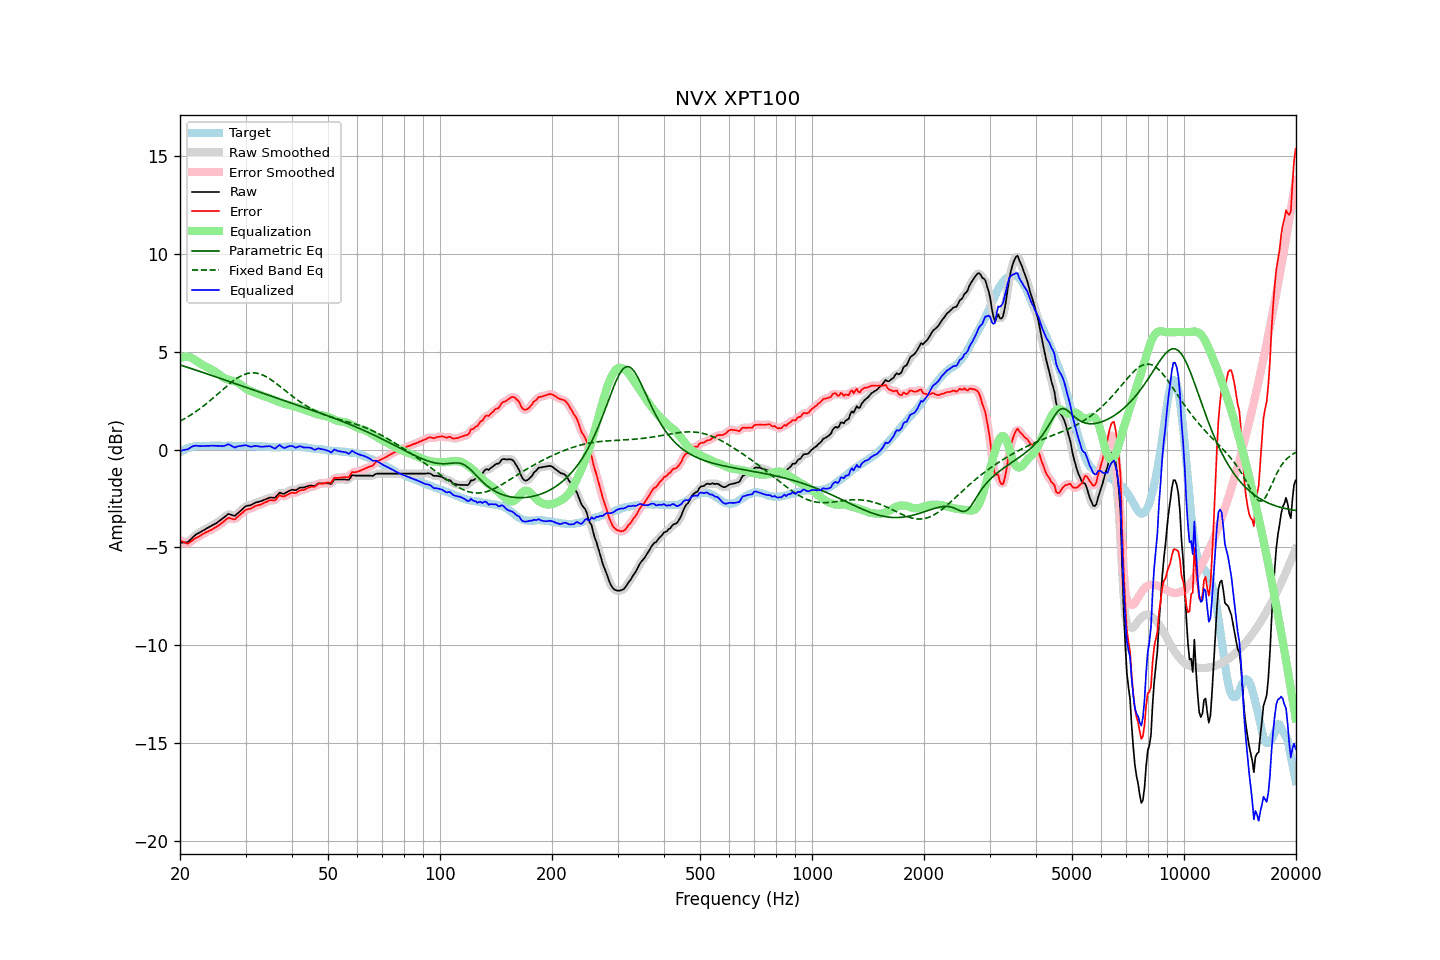 NVX XPT100
Target
Raw Smoothed
Error Smoothed
Raw
Error
Equalization
Parametric Eq
Fixed Band Eq
Equalized
15
10
5
0
−5
−10
−15
−20
Amplitude (dBr)
20
50
100
200
500
1000
2000
5000
10000
20000
Frequency (Hz)